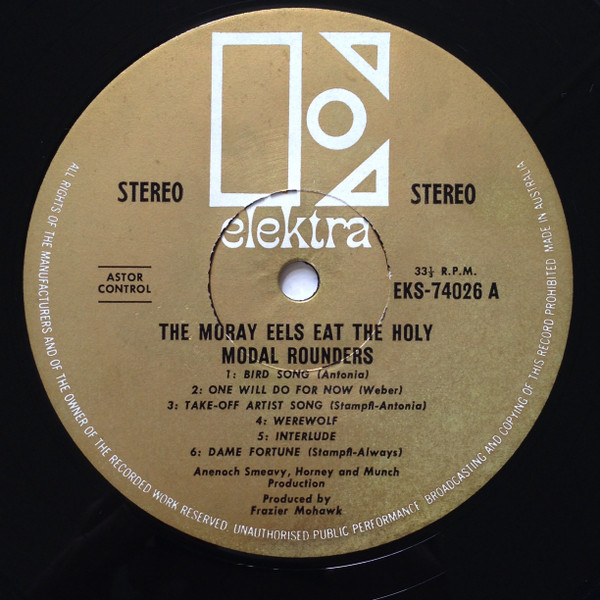 elektra
STEREO
STEREO
ASTOR
CONTROL
33⅓ R.P.M.
EKS-74026 A
THE MORAY EELS EAT THE HOLY
MODAL ROUNDERS
1: BIRD SONG (Antonia)
2: ONE WILL DO FOR NOW (Weber)
3: TAKE-OFF ARTIST SONG (Stampfl-Antonia)
4: WEREWOLF
5: INTERLUDE
6: DAME FORTUNE (Stampfl-Always)
Anenoch Smeavy, Horney and Munch
Production
Produced by
Frazier Mohawk
ALL RIGHTS OF THE MANUFACTURERS AND OF THE OWNER OF THE RECORDED WORK RESERVED. UNAUTHORISED PUBLIC PERFORMANCE, BROADCASTING AND COPYING OF THIS RECORD PROHIBITED MADE IN AUSTRALIA